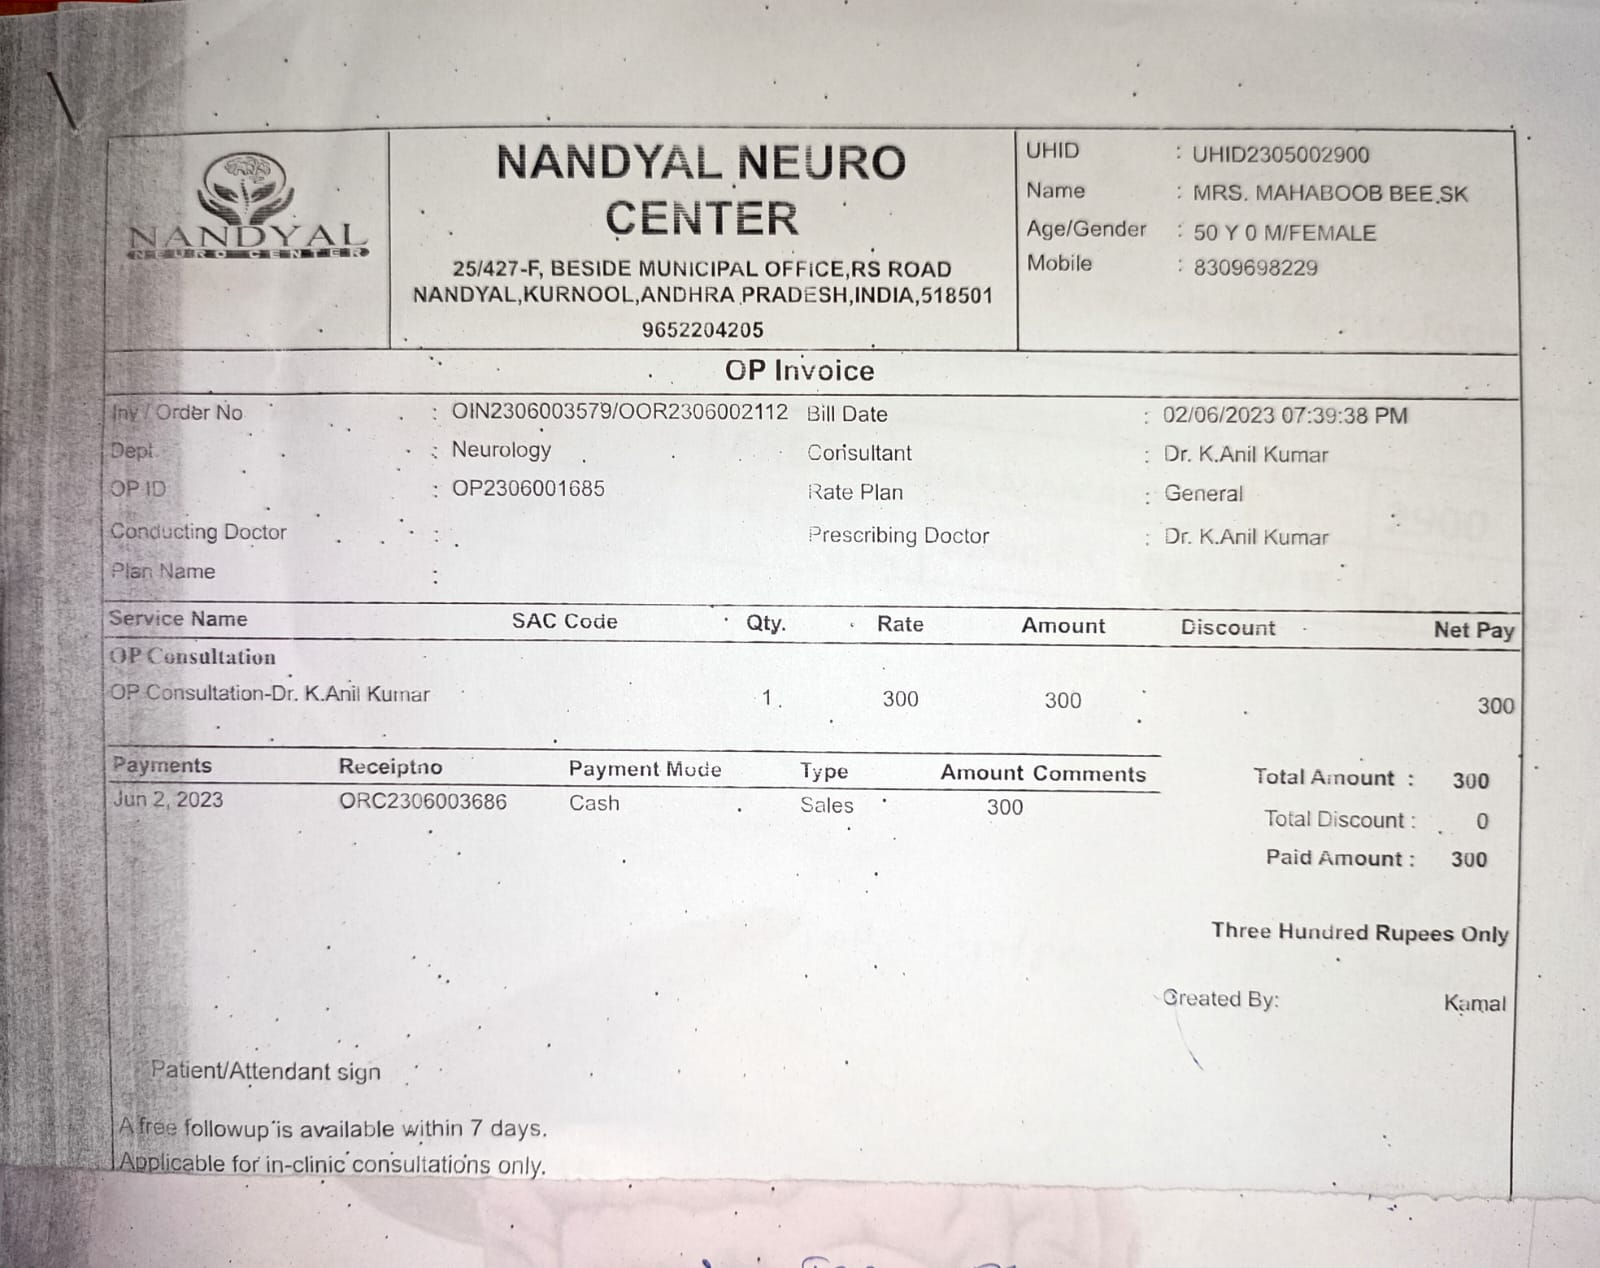 NANDYAL
NEURO CENTER
NANDYAL NEURO
CENTER
25/427-F, BESIDE MUNICIPAL OFFICE,RS ROAD
NANDYAL,KURNOOL,ANDHRA PRADESH,INDIA,518501
9652204205
UHID : UHID2305002900
Name : MRS. MAHABOOB BEE.SK
Age/Gender : 50 Y 0 M/FEMALE
Mobile : 8309698229
OP Invoice
Inv / Order No : OIN2306003579/OOR2306002112 Bill Date : 02/06/2023 07:39:38 PM
Dept : Neurology Consultant : Dr. K.Anil Kumar
OP ID : OP2306001685 Rate Plan : General
Conducting Doctor : Prescribing Doctor : Dr. K.Anil Kumar
Plan Name :
Service Name SAC Code Qty. Rate Amount Discount Net Pay
OP Consultation
OP Consultation-Dr. K.Anil Kumar 1 300 300 300
Payments Receiptno Payment Mode Type Amount Comments
Jun 2, 2023 ORC2306003686 Cash Sales 300
Total Amount : 300
Total Discount : 0
Paid Amount : 300
Three Hundred Rupees Only
Created By: Kamal
Patient/Attendant sign
A free followup is available within 7 days.
Applicable for in-clinic consultations only.